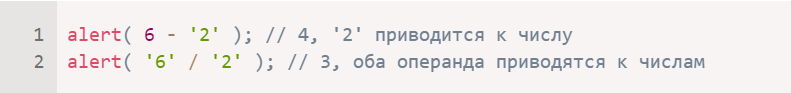 1 alert( 6 - '2' ); // 4, '2' приводится к числу
2 alert( '6' / '2' ); // 3, оба операнда приводятся к числам